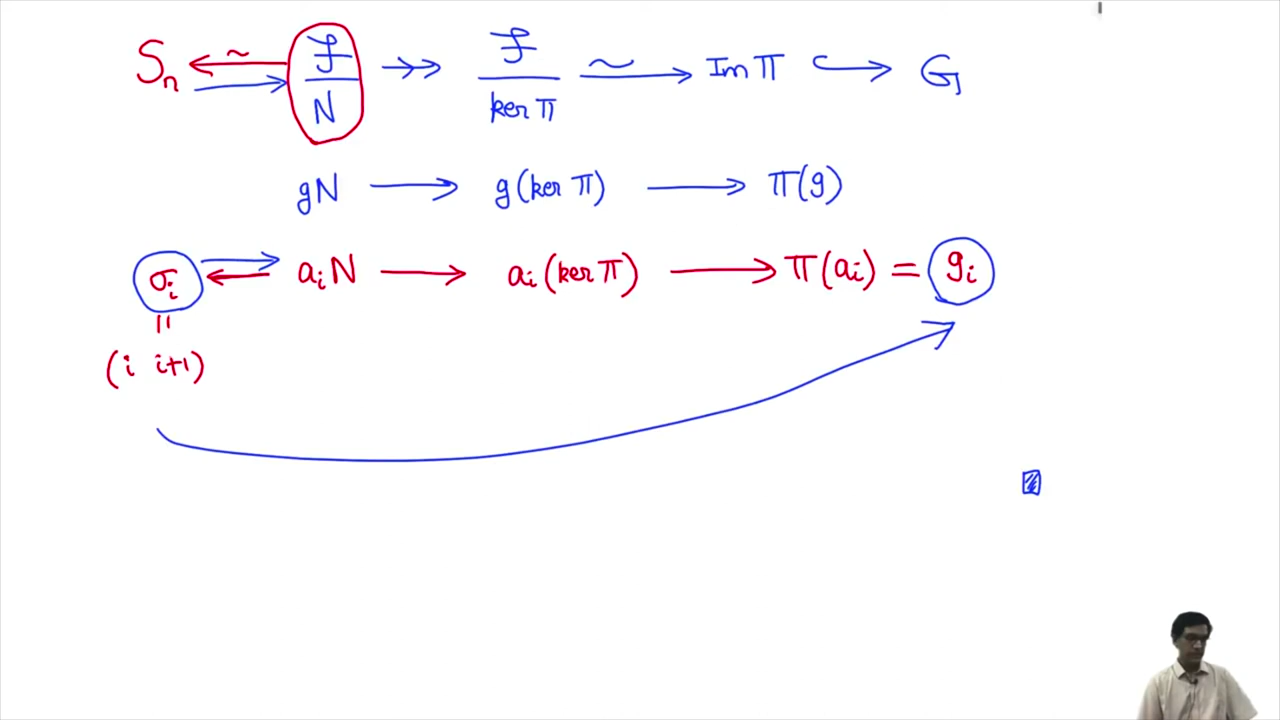 Sₙ ⟵~ ⟶ 𝓕/N ↠ 𝓕/ker π ⟶~ Im π ↪ G
gN ⟶ g(ker π) ⟶ π(g)
σᵢ ⟶ ⟵ aᵢN ⟶ aᵢ(ker π) ⟶ π(aᵢ) = gᵢ
||
(i i+1)